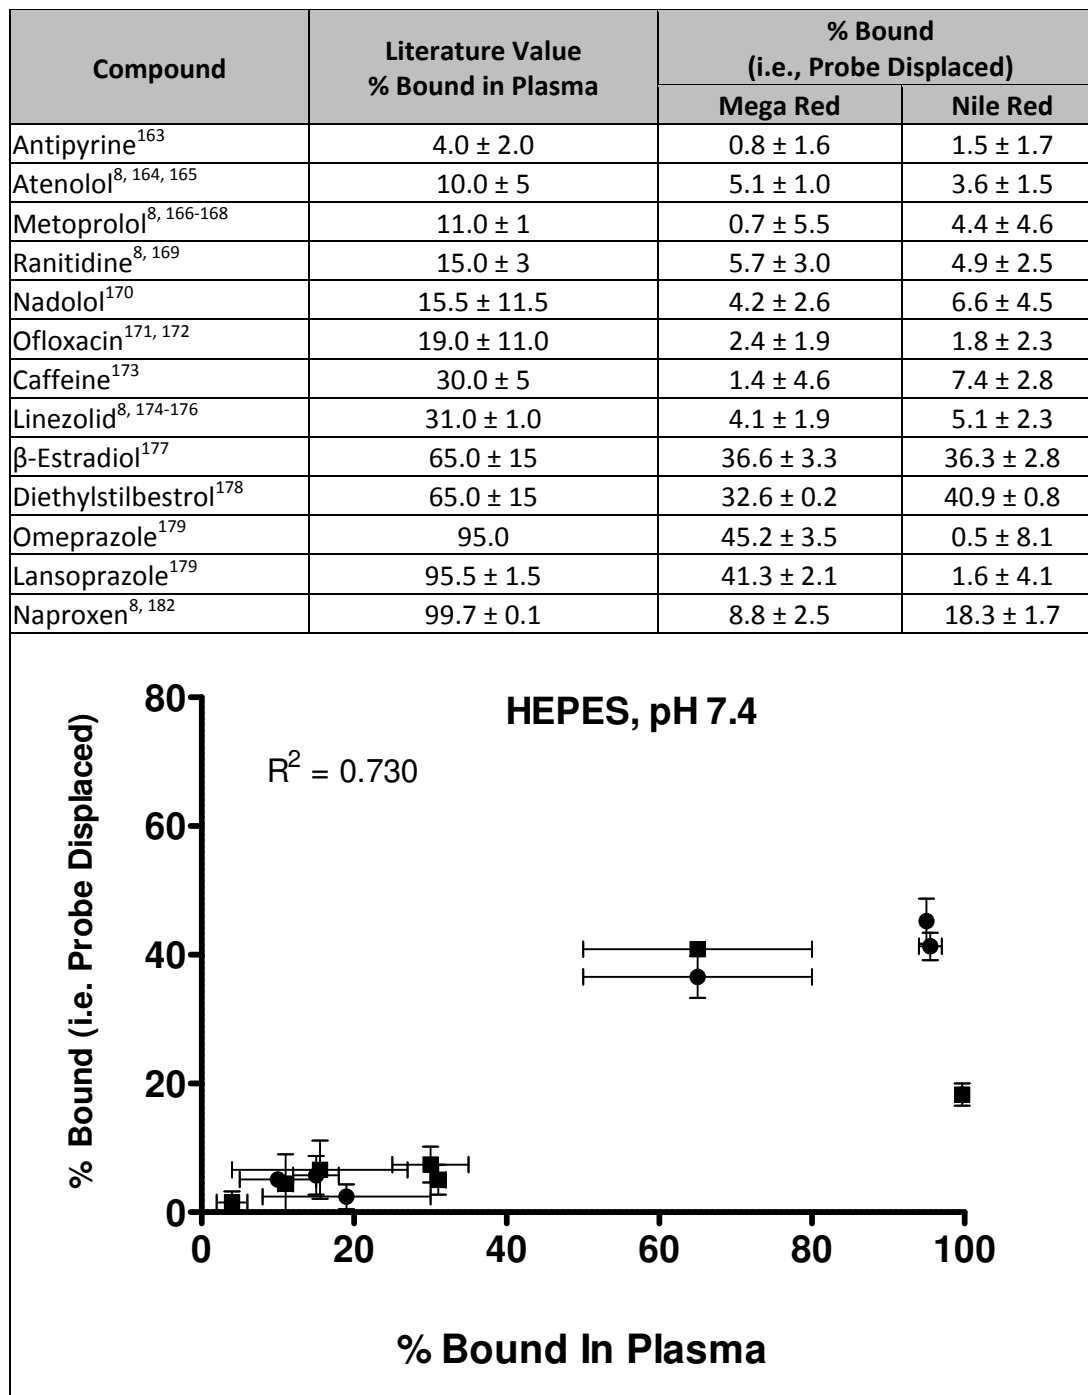 Compound
Literature Value
% Bound in Plasma
% Bound
(i.e., Probe Displaced)
Mega Red Nile Red
Antipyrine163 4.0 ± 2.0 0.8 ± 1.6 1.5 ± 1.7
Atenolol8, 164, 165 10.0 ± 5 5.1 ± 1.0 3.6 ± 1.5
Metoprolol8, 166-168 11.0 ± 1 0.7 ± 5.5 4.4 ± 4.6
Ranitidine8, 169 15.0 ± 3 5.7 ± 3.0 4.9 ± 2.5
Nadolol170 15.5 ± 11.5 4.2 ± 2.6 6.6 ± 4.5
Ofloxacin171, 172 19.0 ± 11.0 2.4 ± 1.9 1.8 ± 2.3
Caffeine173 30.0 ± 5 1.4 ± 4.6 7.4 ± 2.8
Linezolid8, 174-176 31.0 ± 1.0 4.1 ± 1.9 5.1 ± 2.3
β-Estradiol177 65.0 ± 15 36.6 ± 3.3 36.3 ± 2.8
Diethylstilbestrol178 65.0 ± 15 32.6 ± 0.2 40.9 ± 0.8
Omeprazole179 95.0 45.2 ± 3.5 0.5 ± 8.1
Lansoprazole179 95.5 ± 1.5 41.3 ± 2.1 1.6 ± 4.1
Naproxen8, 182 99.7 ± 0.1 8.8 ± 2.5 18.3 ± 1.7
HEPES, pH 7.4
R2 = 0.730
% Bound (i.e. Probe Displaced)
80
60
40
20
0
0 20 40 60 80 100
% Bound In Plasma